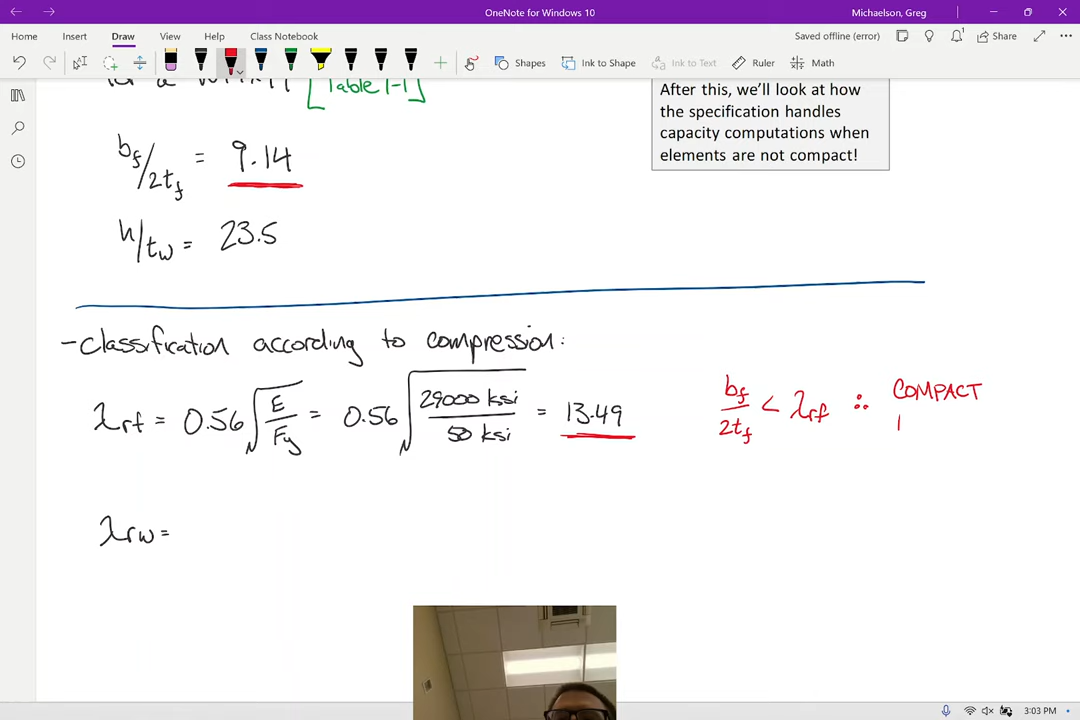 OneNote for Windows 10
Michaelson, Greg
Home Insert Draw View Help Class Notebook
Saved offline (error)
Share
Shapes
Ink to Shape
Ink to Text
Ruler
Math
for a
[Table 1-1]
After this, we'll look at how
the specification handles
capacity computations when
elements are not compact!
bf/2tf = 9.14
h/tw = 23.5
-classification according to compression:
λrf = 0.56√(E/Fy) = 0.56√(29000 ksi/50 ksi) = 13.49
bf/2tf < λrf ∴ COMPACT
λrw =
3:03 PM